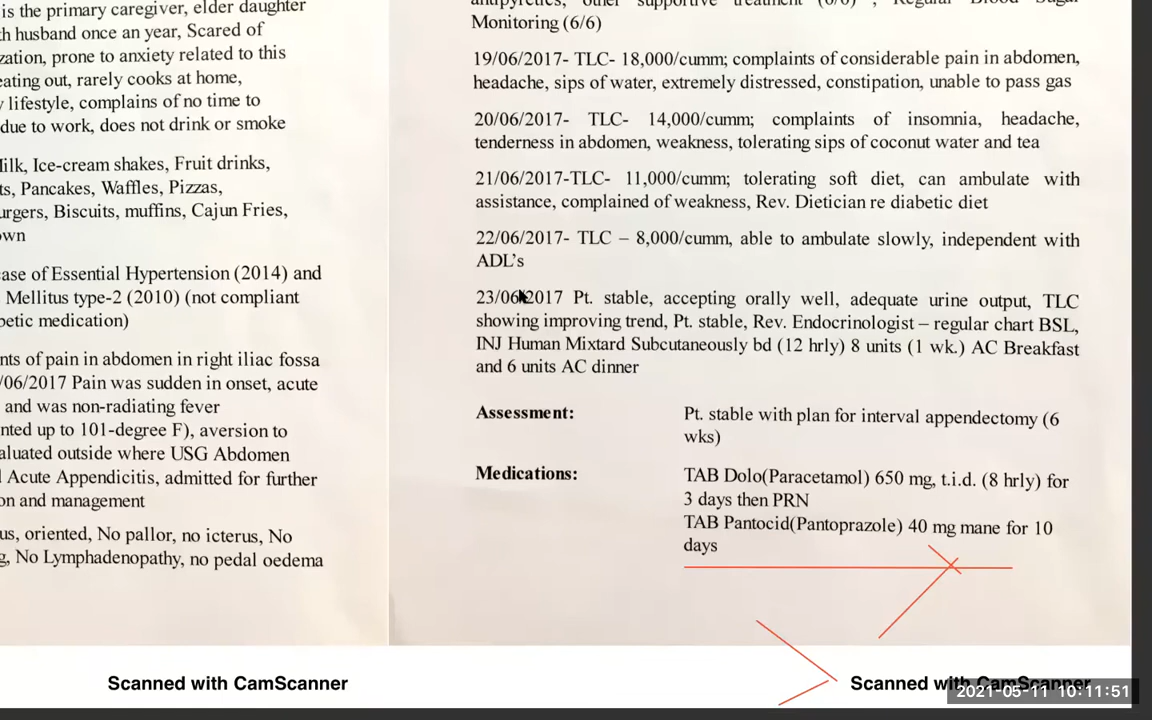 is the primary caregiver, elder daughter
th husband once an year, Scared of
zation, prone to anxiety related to this
eating out, rarely cooks at home,
lifestyle, complains of no time to
due to work, does not drink or smoke
Milk, Ice-cream shakes, Fruit drinks,
ts, Pancakes, Waffles, Pizzas,
urgers, Biscuits, muffins, Cajun Fries,
own
ase of Essential Hypertension (2014) and
Mellitus type-2 (2010) (not compliant
betic medication)
nts of pain in abdomen in right iliac fossa
/06/2017 Pain was sudden in onset, acute
and was non-radiating fever
nted up to 101-degree F), aversion to
aluated outside where USG Abdomen
Acute Appendicitis, admitted for further
on and management
us, oriented, No pallor, no icterus, No
g, No Lymphadenopathy, no pedal oedema
Scanned with CamScanner
antipyretics, other supportive treatment (6/6) , Regular Blood Sugar
Monitoring (6/6)
19/06/2017- TLC- 18,000/cumm; complaints of considerable pain in abdomen,
headache, sips of water, extremely distressed, constipation, unable to pass gas
20/06/2017- TLC- 14,000/cumm; complaints of insomnia, headache,
tenderness in abdomen, weakness, tolerating sips of coconut water and tea
21/06/2017-TLC- 11,000/cumm; tolerating soft diet, can ambulate with
assistance, complained of weakness, Rev. Dietician re diabetic diet
22/06/2017- TLC – 8,000/cumm, able to ambulate slowly, independent with
ADL's
23/06/2017 Pt. stable, accepting orally well, adequate urine output, TLC
showing improving trend, Pt. stable, Rev. Endocrinologist – regular chart BSL,
INJ Human Mixtard Subcutaneously bd (12 hrly) 8 units (1 wk.) AC Breakfast
and 6 units AC dinner
Assessment: Pt. stable with plan for interval appendectomy (6
wks)
Medications: TAB Dolo(Paracetamol) 650 mg, t.i.d. (8 hrly) for
3 days then PRN
TAB Pantocid(Pantoprazole) 40 mg mane for 10
days
Scanned with CamScanner
2021-05-11 10:11:51